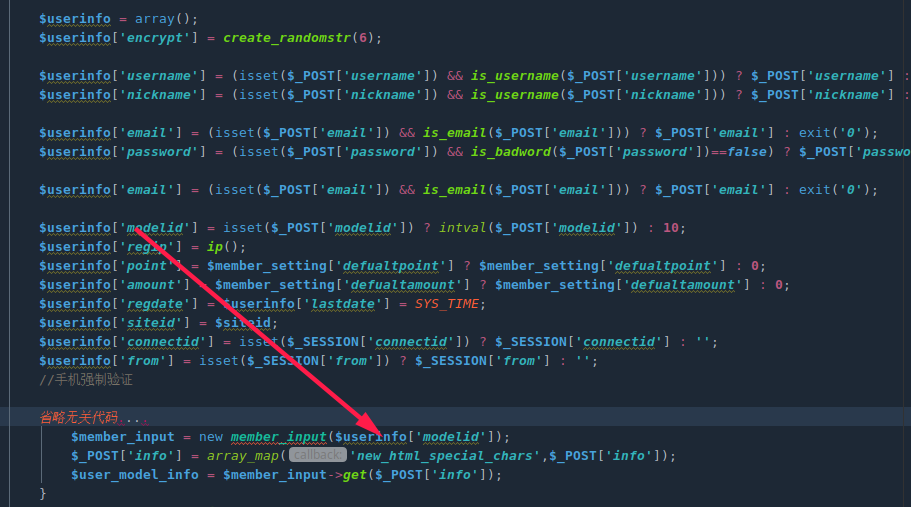 $userinfo = array();
$userinfo['encrypt'] = create_randomstr(6);
$userinfo['username'] = (isset($_POST['username']) && is_username($_POST['username'])) ? $_POST['username'] :
$userinfo['nickname'] = (isset($_POST['nickname']) && is_username($_POST['nickname'])) ? $_POST['nickname'] :
$userinfo['email'] = (isset($_POST['email']) && is_email($_POST['email'])) ? $_POST['email'] : exit('0');
$userinfo['password'] = (isset($_POST['password']) && is_badword($_POST['password'])==false) ? $_POST['passwo
$userinfo['email'] = (isset($_POST['email']) && is_email($_POST['email'])) ? $_POST['email'] : exit('0');
$userinfo['modelid'] = isset($_POST['modelid']) ? intval($_POST['modelid']) : 10;
$userinfo['regip'] = ip();
$userinfo['point'] = $member_setting['defualtpoint'] ? $member_setting['defualtpoint'] : 0;
$userinfo['amount'] = $member_setting['defualtamount'] ? $member_setting['defualtamount'] : 0;
$userinfo['regdate'] = $userinfo['lastdate'] = SYS_TIME;
$userinfo['siteid'] = $siteid;
$userinfo['connectid'] = isset($_SESSION['connectid']) ? $_SESSION['connectid'] : '';
$userinfo['from'] = isset($_SESSION['from']) ? $_SESSION['from'] : '';
//手机强制验证
省略无关代码...
$member_input = new member_input($userinfo['modelid']);
$_POST['info'] = array_map( callback: 'new_html_special_chars',$_POST['info']);
$user_model_info = $member_input->get($_POST['info']);
}